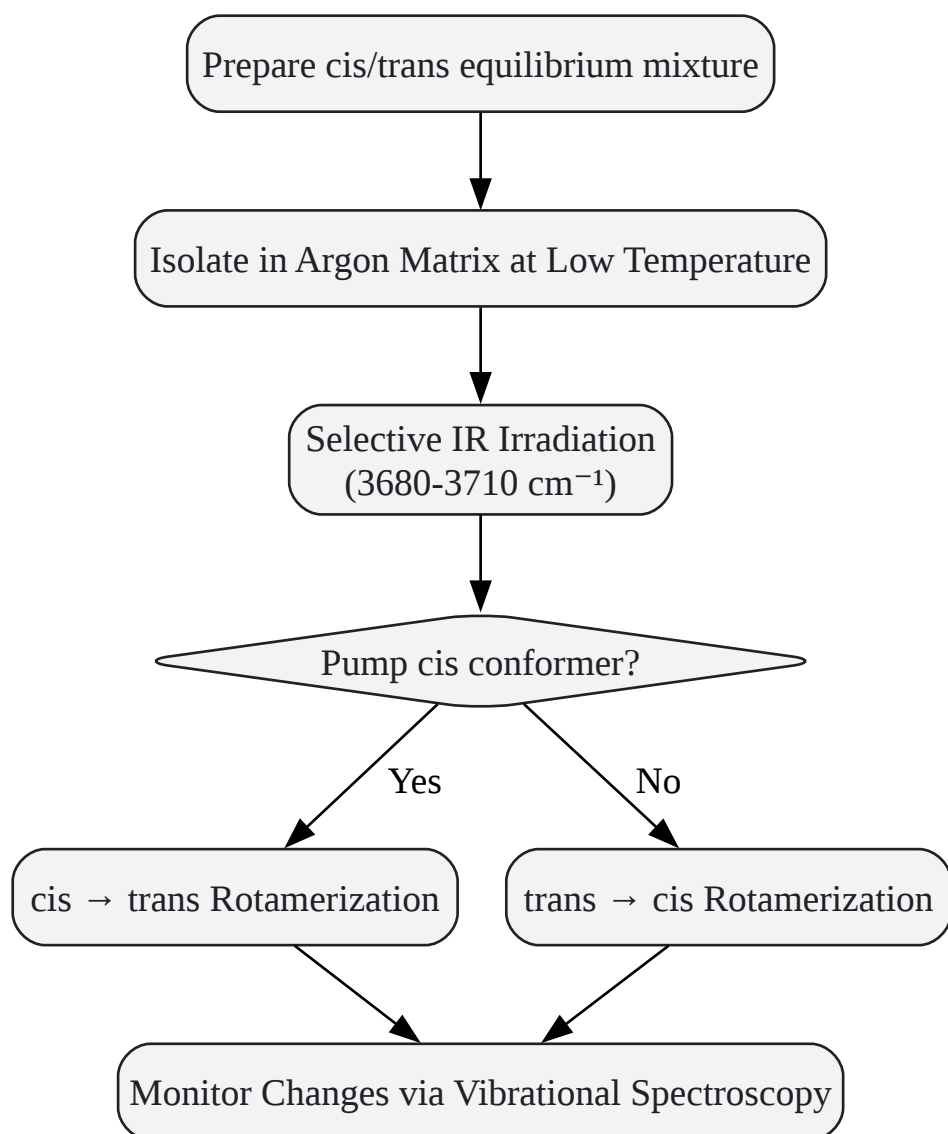 Prepare cis/trans equilibrium mixture
Isolate in Argon Matrix at Low Temperature
Selective IR Irradiation
(3680-3710 cm⁻¹)
Pump cis conformer?
Yes
No
cis → trans Rotamerization
trans → cis Rotamerization
Monitor Changes via Vibrational Spectroscopy